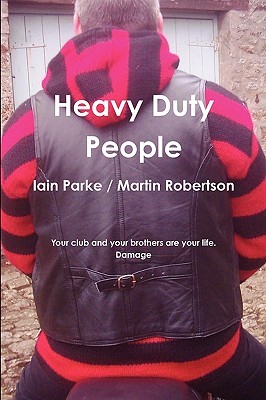 Heavy Duty
People
Iain Parke / Martin Robertson
Your club and your brothers are your life.
Damage